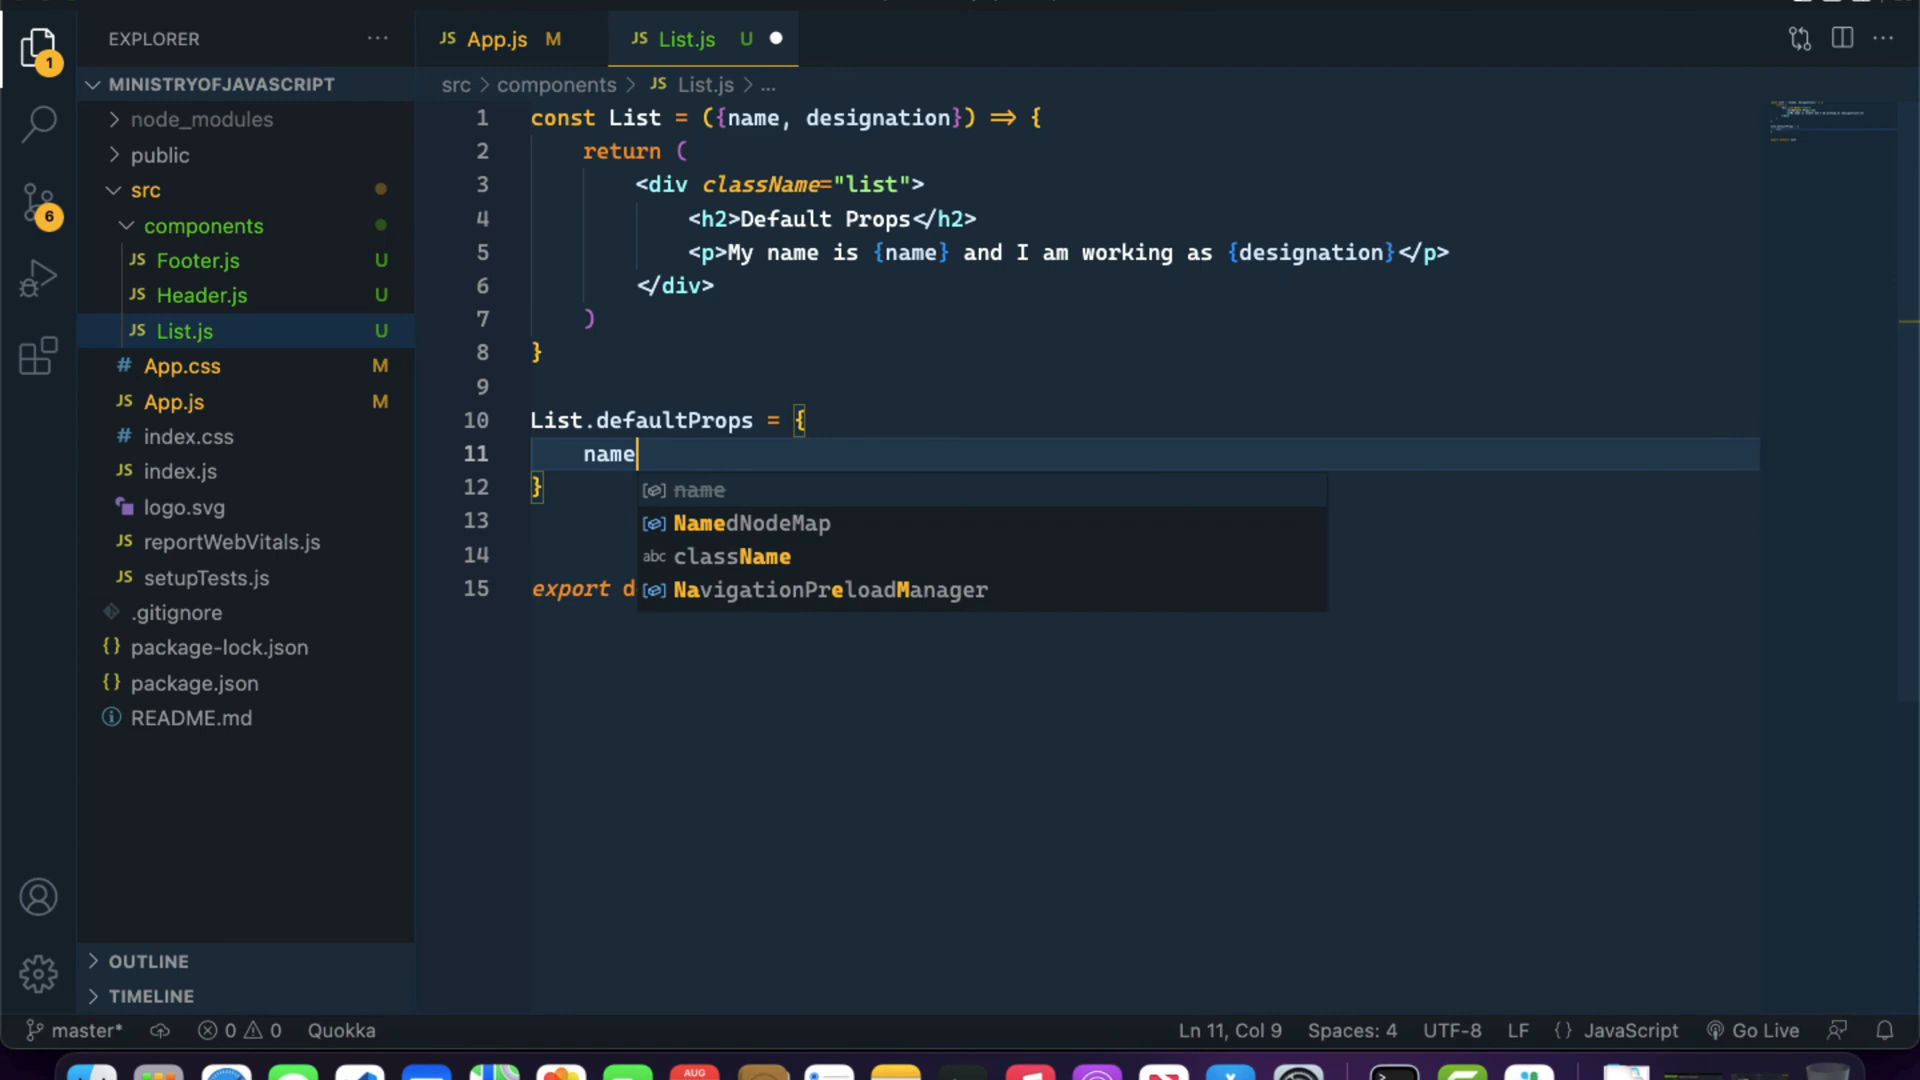 EXPLORER ...
1
MINISTRYOFJAVASCRIPT
node_modules
public
src
components
JS Footer.js U
JS Header.js U
JS List.js U
# App.css M
JS App.js M
# index.css
JS index.js
logo.svg
JS reportWebVitals.js
JS setupTests.js
.gitignore
{} package-lock.json
{} package.json
README.md
6
OUTLINE
TIMELINE
JS App.js M
JS List.js U
src > components > JS List.js > ...
1 const List = ({name, designation}) => {
2 return (
3 <div className="list">
4 <h2>Default Props</h2>
5 <p>My name is {name} and I am working as {designation}</p>
6 </div>
7 )
8 }
9
10 List.defaultProps = {
11 name
12 }
13
14
15 export d
name
NamedNodeMap
abc className
NavigationPreloadManager
master* 0 0 Quokka
Ln 11, Col 9 Spaces: 4 UTF-8 LF {} JavaScript Go Live
AUG